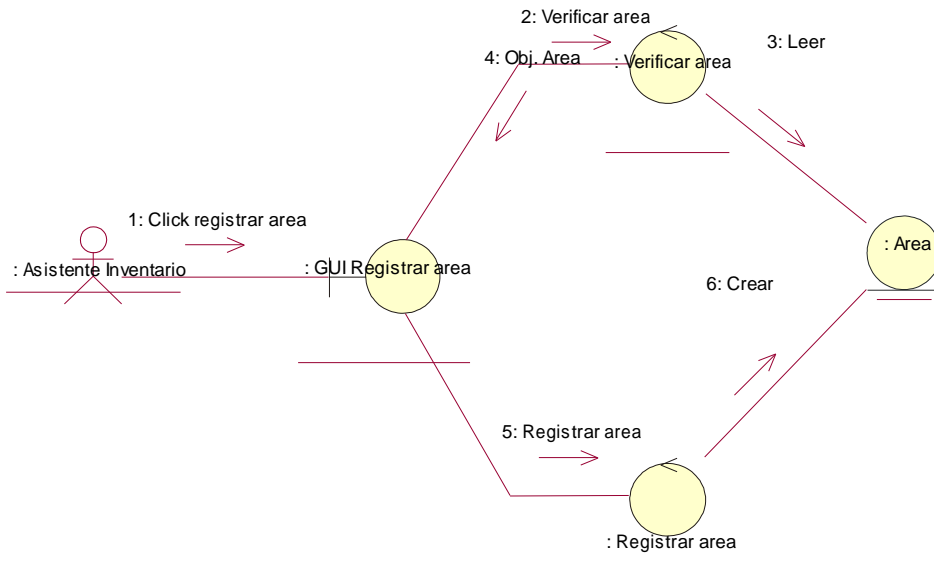 2: Verificar area
3: Leer
4: Obj. Area
: Verificar area
1: Click registrar area
: Area
: Asistente Inventario
: GUI Registrar area
6: Crear
5: Registrar area
: Registrar area